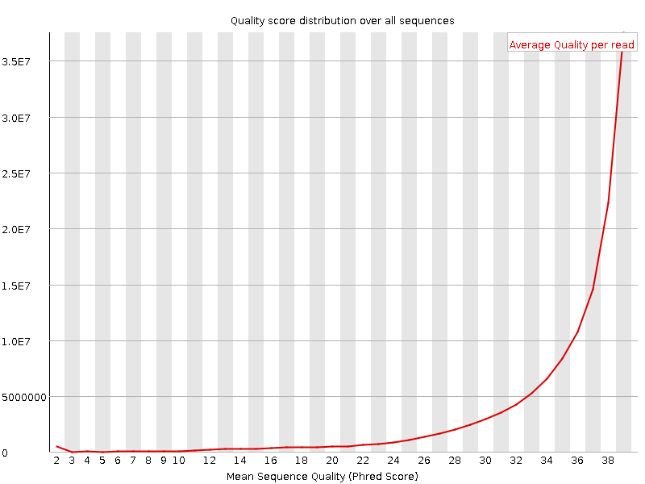 Quality score distribution over all sequences
Average Quality per read
3.5E7
3.0E7
2.5E7
2.0E7
1.5E7
1.0E7
5000000
0
2 3 4 5 6 7 8 9 10 12 14 16 18 20 22 24 26 28 30 32 34 36 38
Mean Sequence Quality (Phred Score)